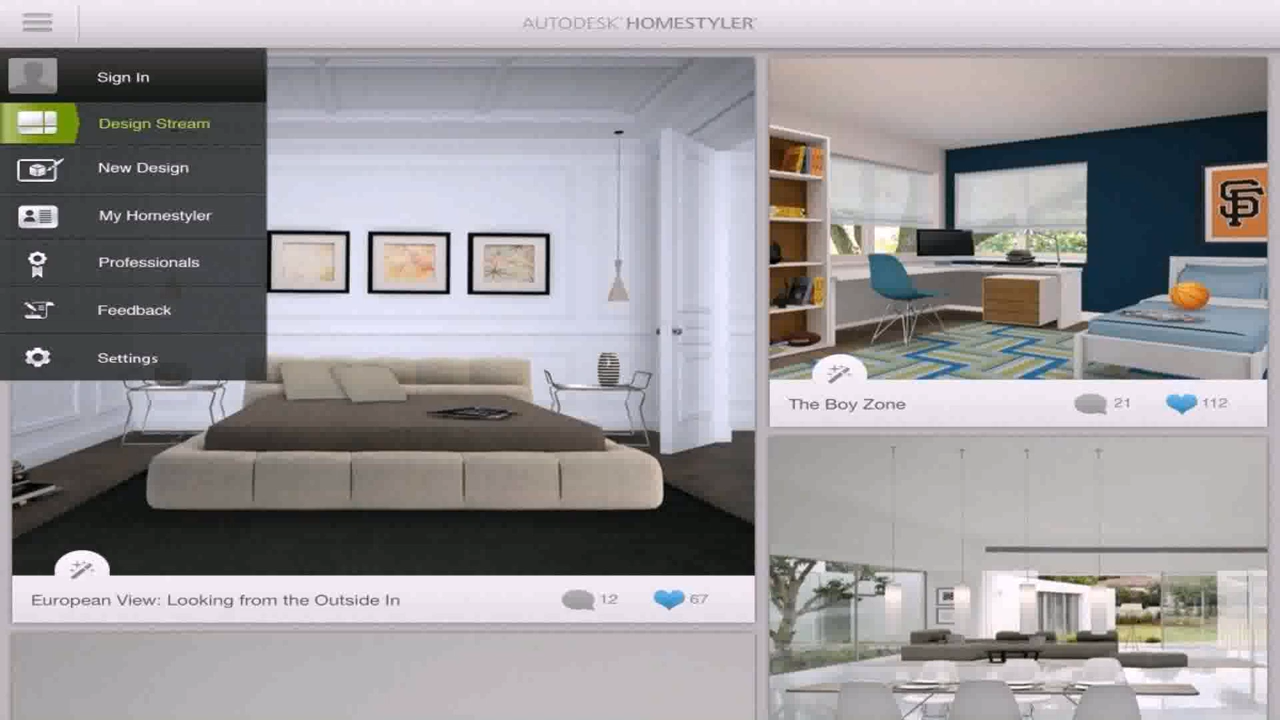 AUTODESK HOMESTYLER
Sign In
Design Stream
New Design
My Homestyler
Professionals
Feedback
Settings
SF
The Boy Zone
21
112
European View: Looking from the Outside In
12
67